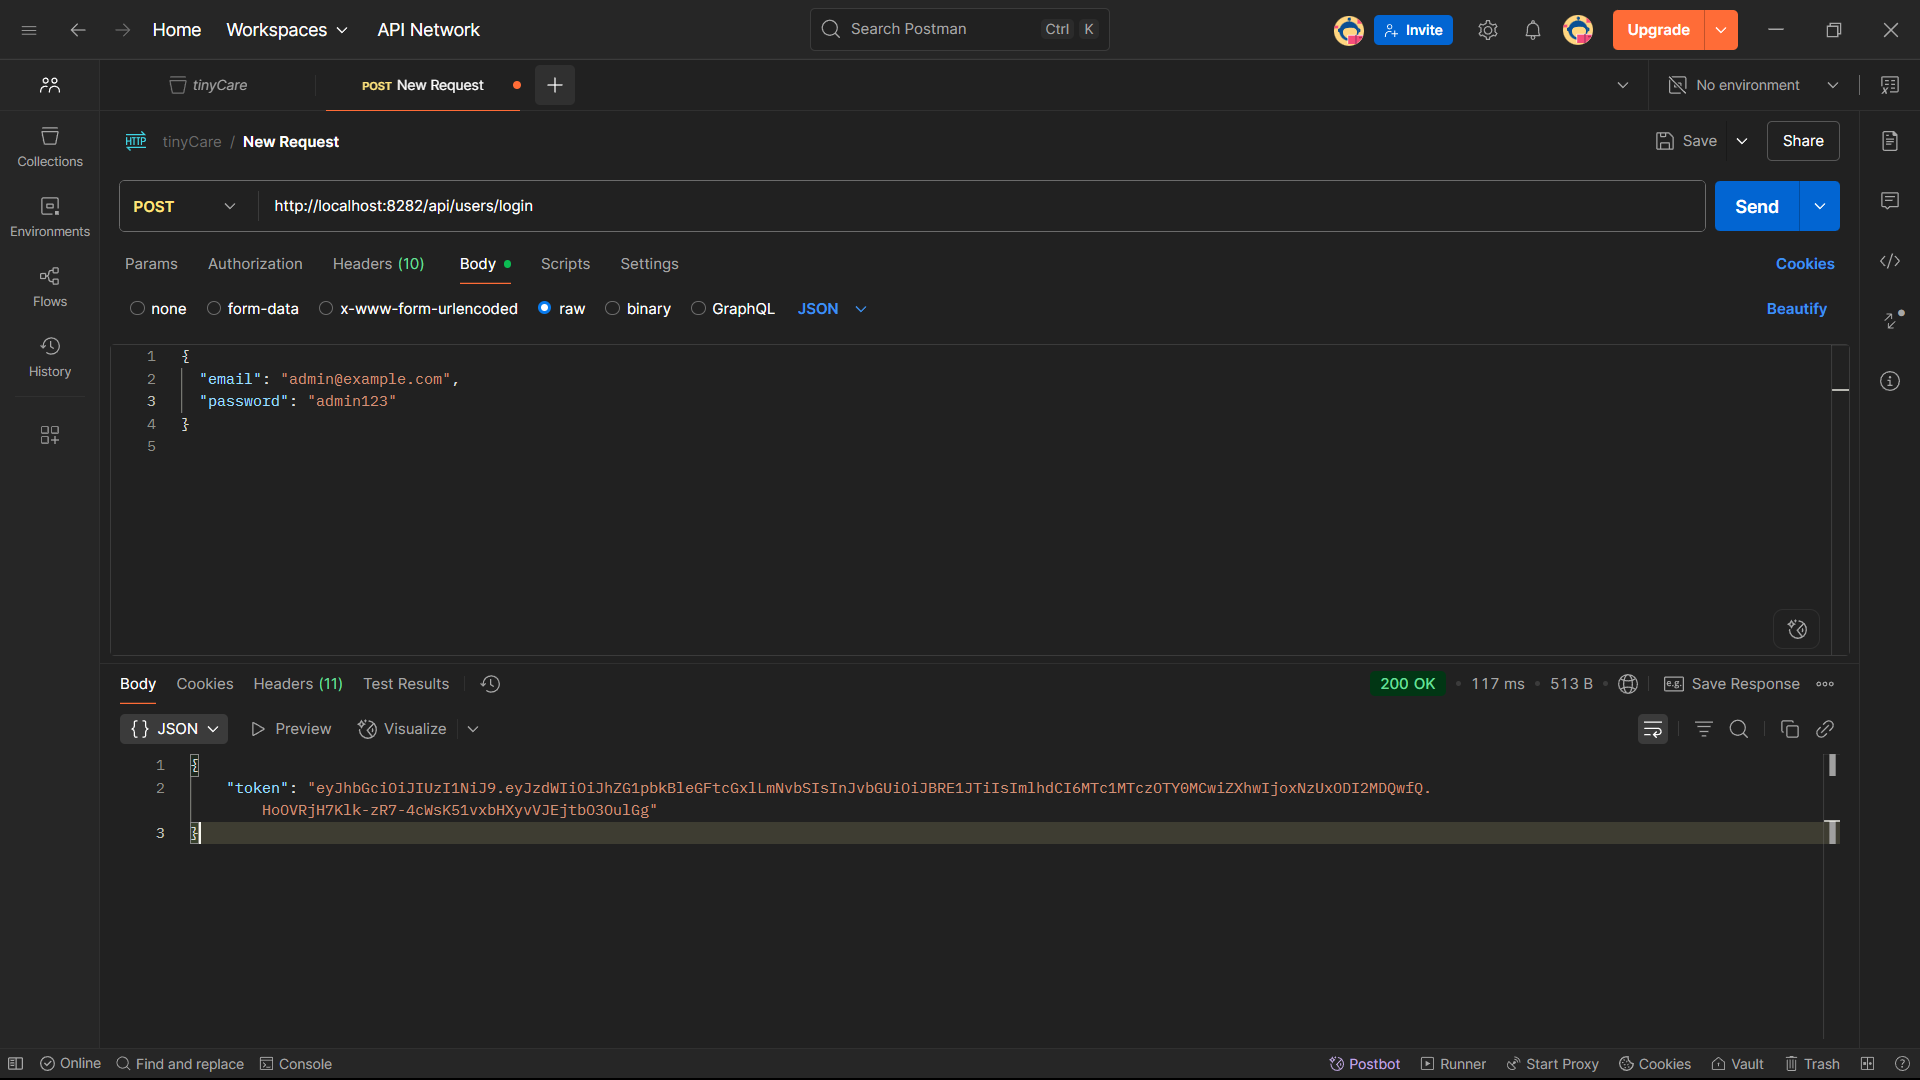 Home Workspaces API Network Search Postman Ctrl K Invite Upgrade
tinyCare POST New Request No environment
HTTP tinyCare / New Request Save Share
Collections
Environments
Flows
History
POST http://localhost:8282/api/users/login Send
Params Authorization Headers (10) Body Scripts Settings Cookies
none form-data x-www-form-urlencoded raw binary GraphQL JSON Beautify
1 {
2 "email": "admin@example.com",
3 "password": "admin123"
4 }
5
Body Cookies Headers (11) Test Results 200 OK • 117 ms • 513 B • e.g. Save Response
{} JSON Preview Visualize
1 {
2 "token": "eyJhbGciOiJIUzI1NiJ9.eyJzdWIiOiJhZG1pbkBleGFtcGxlLmNvbSIsInJvbGUiOiJBRE1JTiIsImlhdCI6MTc1MTczOTY0MCwiZXhwIjoxNzUxODI2MDQwfQ.
HoOVRjH7Klk-zR7-4cWsK51vxbHXyvVJEjtbO3OulGg"
3 }
Online Find and replace Console Postbot Runner Start Proxy Cookies Vault Trash